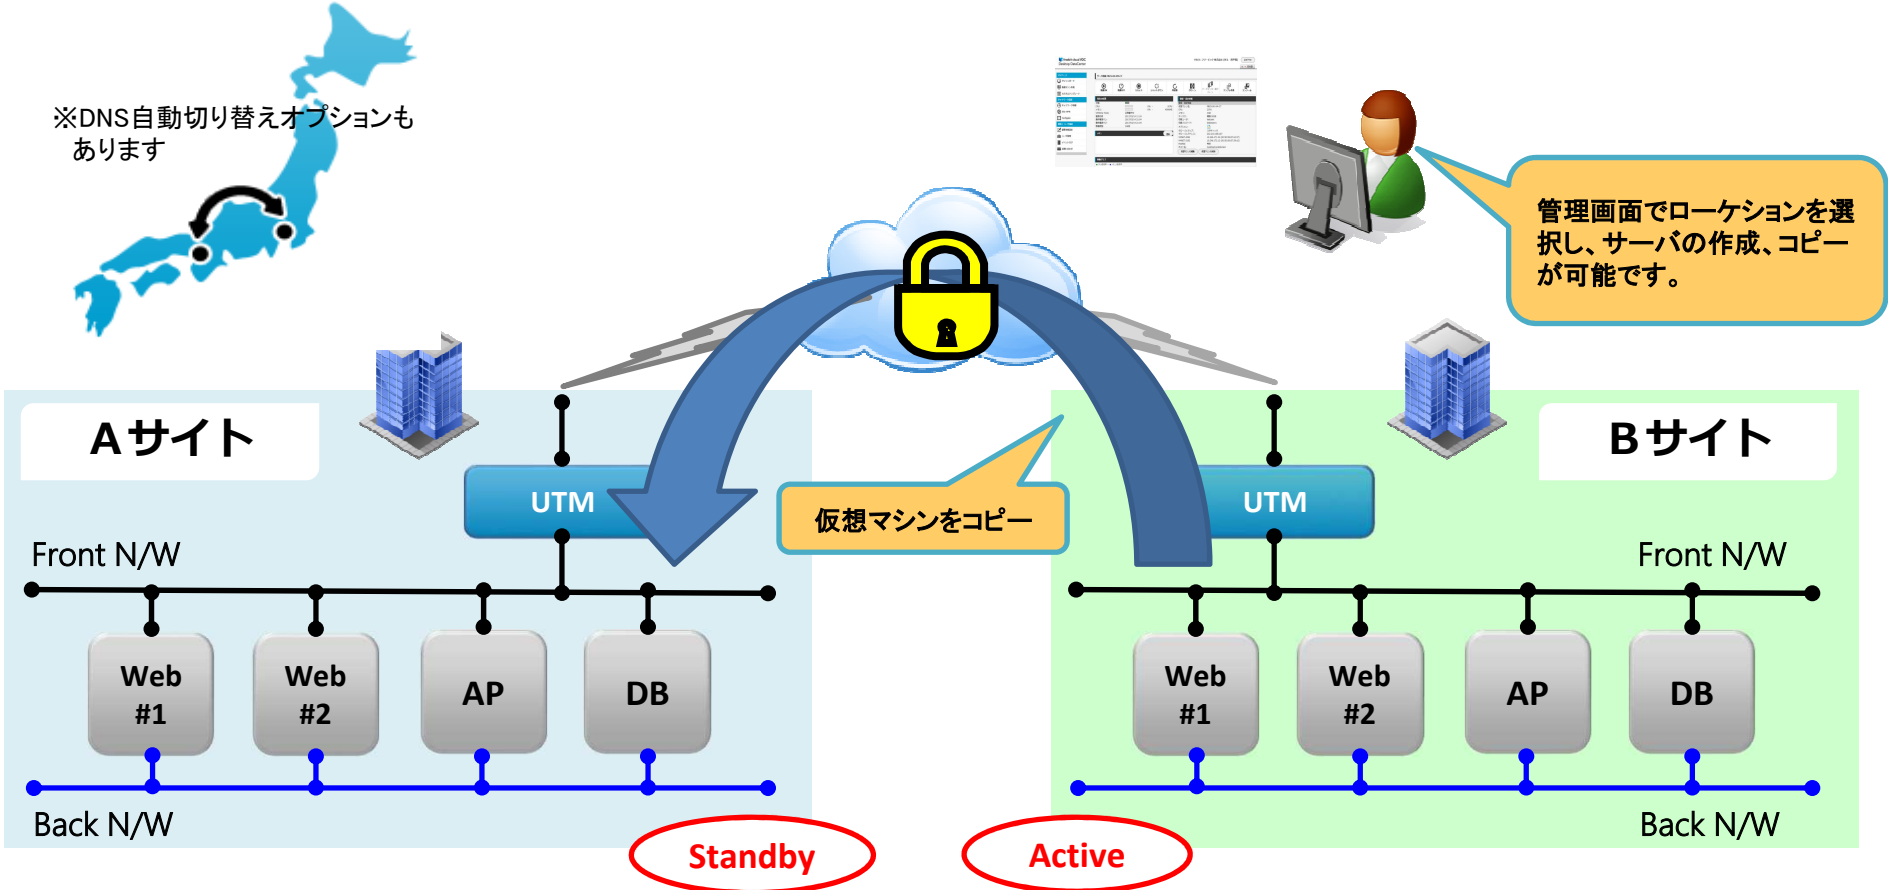 ※DNS自動切り替えオプションも
あります
管理画面でローケションを選
択し、サーバの作成、コピー
が可能です。
Aサイト
Bサイト
UTM
仮想マシンをコピー
UTM
Front N/W
Front N/W
Web
#1
Web
#2
AP
DB
Web
#1
Web
#2
AP
DB
Back N/W
Back N/W
Standby
Active